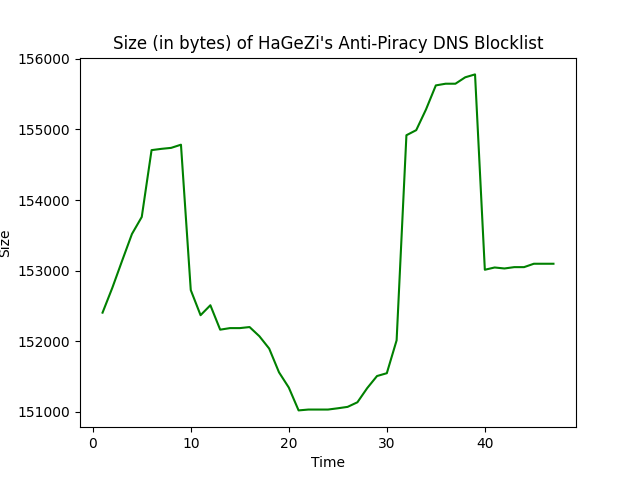 Size (in bytes) of HaGeZi's Anti-Piracy DNS Blocklist
156000
155000
154000
153000
152000
151000
Size
0 10 20 30 40
Time